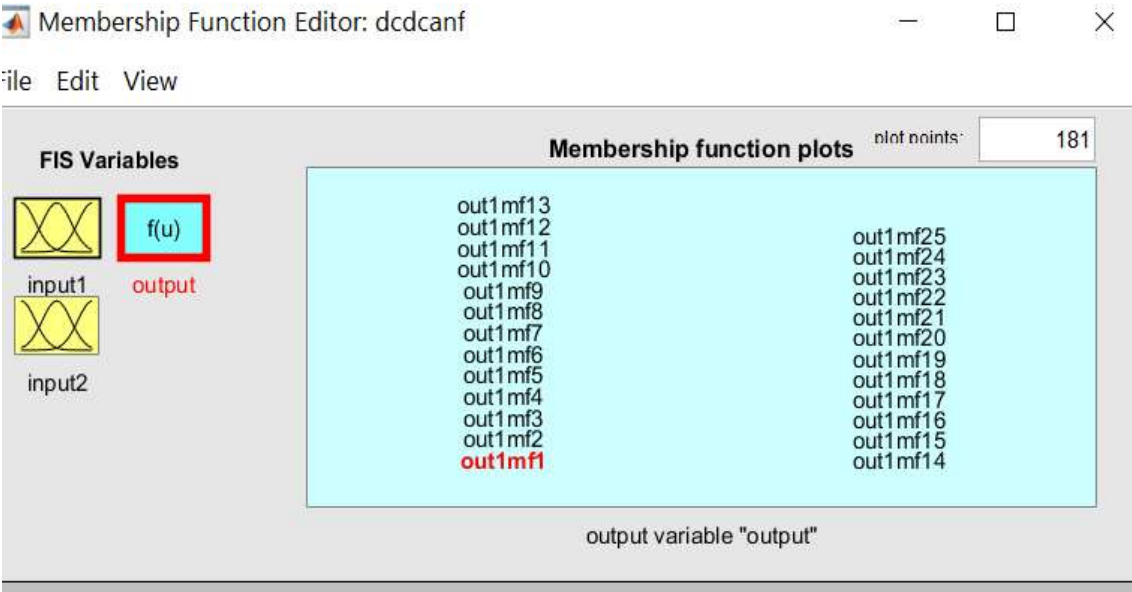 Membership Function Editor: dcdcanf
File Edit View
FIS Variables
Membership function plots
plot points:
181
f(u)
input1
output
input2
out1mf13
out1mf12
out1mf11
out1mf10
out1mf9
out1mf8
out1mf7
out1mf6
out1mf5
out1mf4
out1mf3
out1mf2
out1mf1
out1mf25
out1mf24
out1mf23
out1mf22
out1mf21
out1mf20
out1mf19
out1mf18
out1mf17
out1mf16
out1mf15
out1mf14
output variable "output"